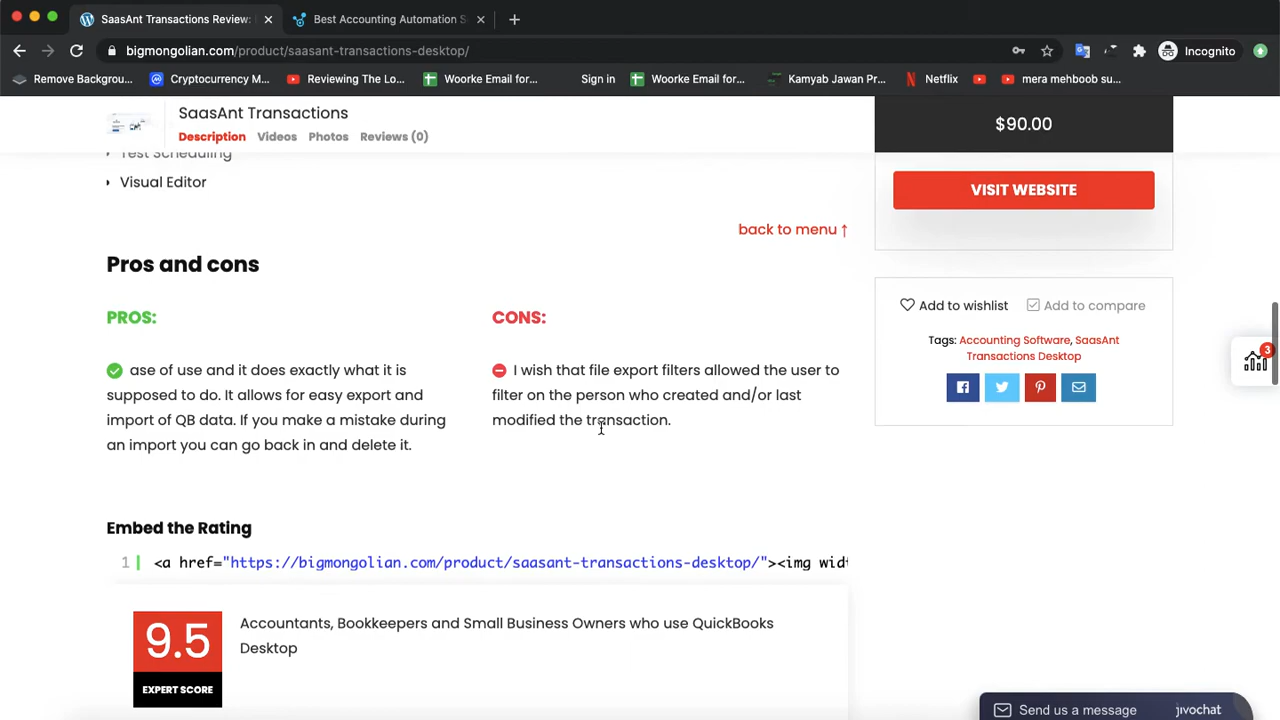 SaasAnt Transactions Review:
Best Accounting Automation S
bigmongolian.com/product/saasant-transactions-desktop/
Incognito
Remove Backgrou...
Cryptocurrency M...
Reviewing The Lo...
Woorke Email for...
Sign in
Woorke Email for...
Kamyab Jawan Pr...
Netflix
mera mehboob su...
SaasAnt Transactions
Description
Videos
Photos
Reviews (0)
$90.00
Test Scheduling
Visual Editor
VISIT WEBSITE
back to menu ↑
Pros and cons
PROS:
ase of use and it does exactly what it is
supposed to do. It allows for easy export and
import of QB data. If you make a mistake during
an import you can go back in and delete it.
CONS:
I wish that file export filters allowed the user to
filter on the person who created and/or last
modified the transaction.
Add to wishlist
Add to compare
Tags: Accounting Software, SaasAnt
Transactions Desktop
3
Embed the Rating
1
<a href="https://bigmongolian.com/product/saasant-transactions-desktop/"><img widt
9.5
EXPERT SCORE
Accountants, Bookkeepers and Small Business Owners who use QuickBooks
Desktop
Send us a message
jivochat